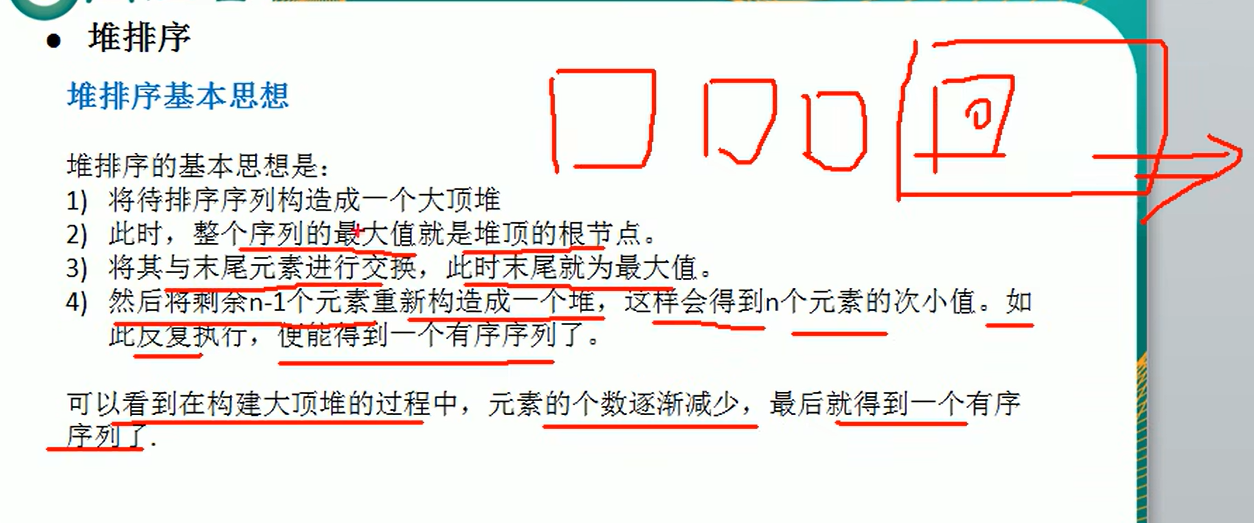 ● 堆排序
堆排序基本思想
堆排序的基本思想是：
1) 将待排序序列构造成一个大顶堆
2) 此时，整个序列的最大值就是堆顶的根节点。
3) 将其与末尾元素进行交换，此时末尾就为最大值。
4) 然后将剩余n-1个元素重新构造成一个堆，这样会得到n个元素的次小值。如
此反复执行，便能得到一个有序序列了。
可以看到在构建大顶堆的过程中，元素的个数逐渐减少，最后就得到一个有序
序列了.